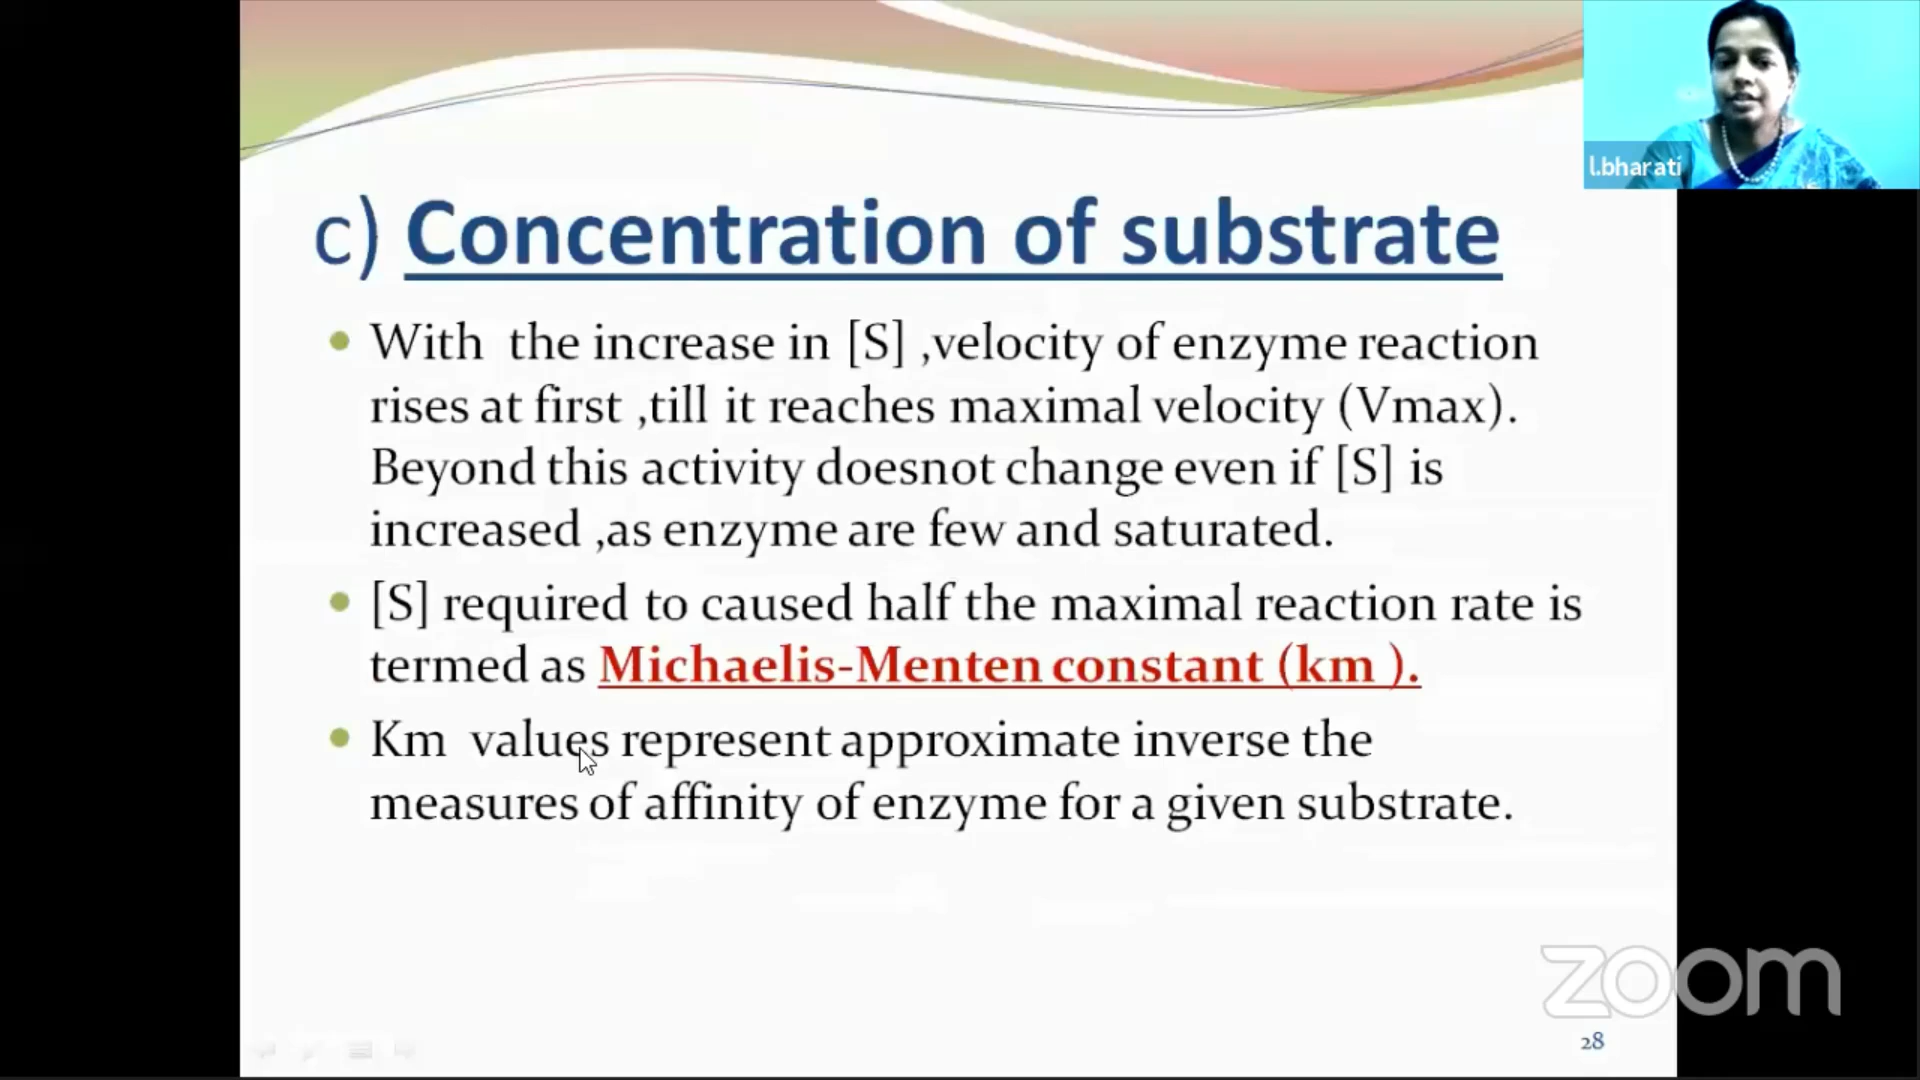 l.bharati
c) Concentration of substrate
With the increase in [S] ,velocity of enzyme reaction
rises at first ,till it reaches maximal velocity (Vmax).
Beyond this activity doesnot change even if [S] is
increased ,as enzyme are few and saturated.
[S] required to caused half the maximal reaction rate is
termed as Michaelis-Menten constant (km ).
Km values represent approximate inverse the
measures of affinity of enzyme for a given substrate.
zoom
28